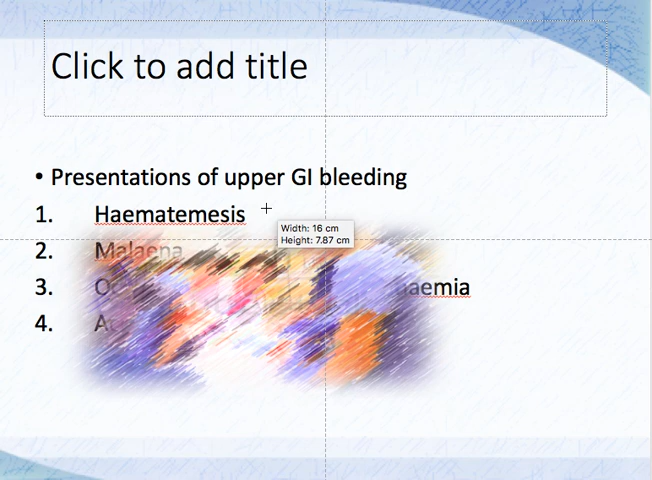 Click to add title
• Presentations of upper GI bleeding
1. Haematemesis
Width: 16 cm
Height: 7.87 cm
2. Malaena
3.
4.